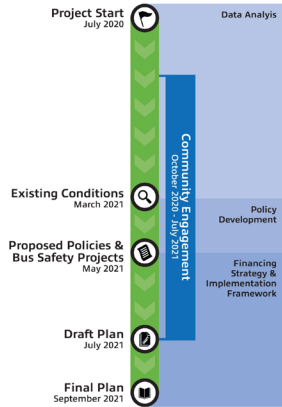 Project Start
July 2020
Data Analyis
Community Engagement
October 2020 - July 2021
Existing Conditions
March 2021
Policy
Development
Proposed Policies &
Bus Safety Projects
May 2021
Financing
Strategy &
Implementation
Framework
Draft Plan
July 2021
Final Plan
September 2021